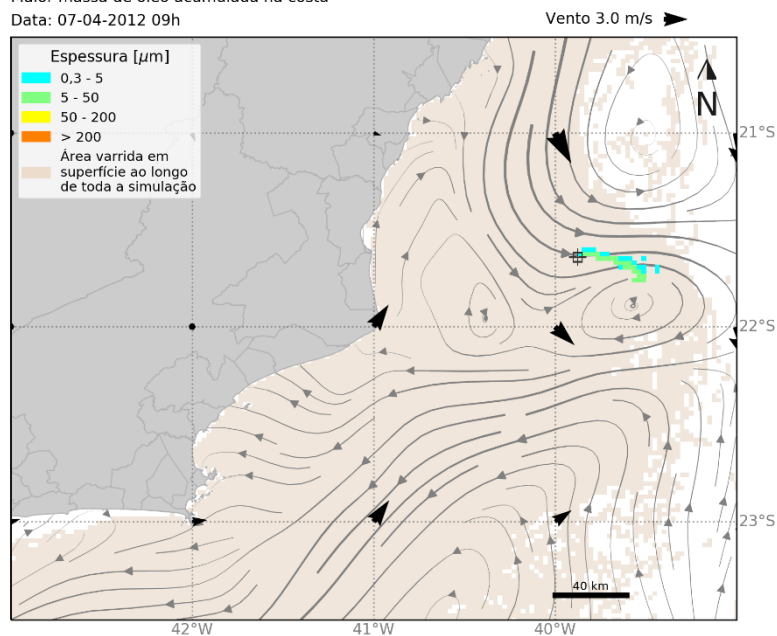 Data: 07-04-2012 09h
Vento 3.0 m/s
Espessura [μm]
0,3 - 5
5 - 50
50 - 200
> 200
Área varrida em
superfície ao longo
de toda a simulação
N
21°S
22°S
23°S
40 km
42°W
41°W
40°W